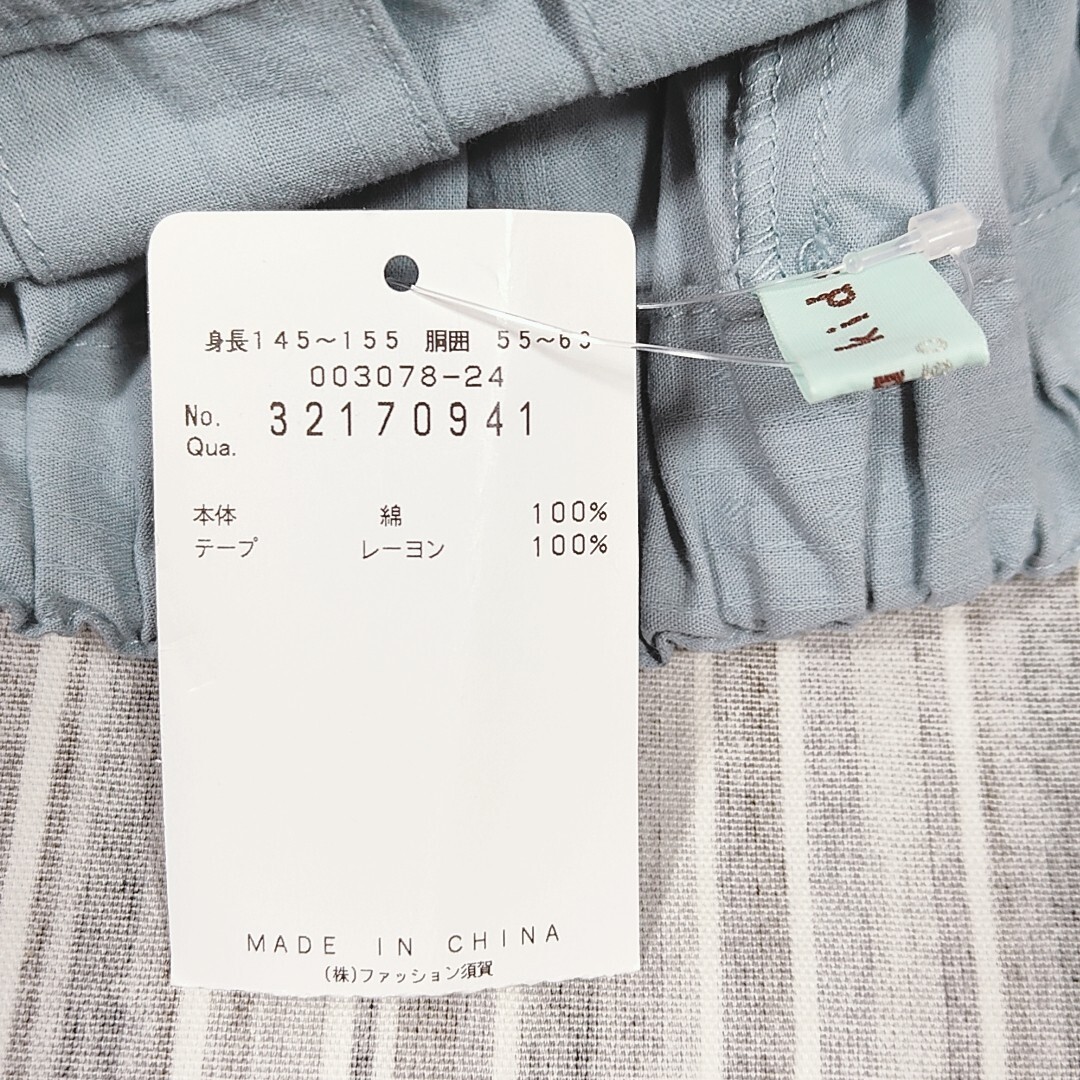 身長145～155 胴囲 55～63
003078-24
No. 32170941
Qua.
本体 綿 100%
テープ レーヨン 100%
MADE IN CHINA
(株)ファッション須賀